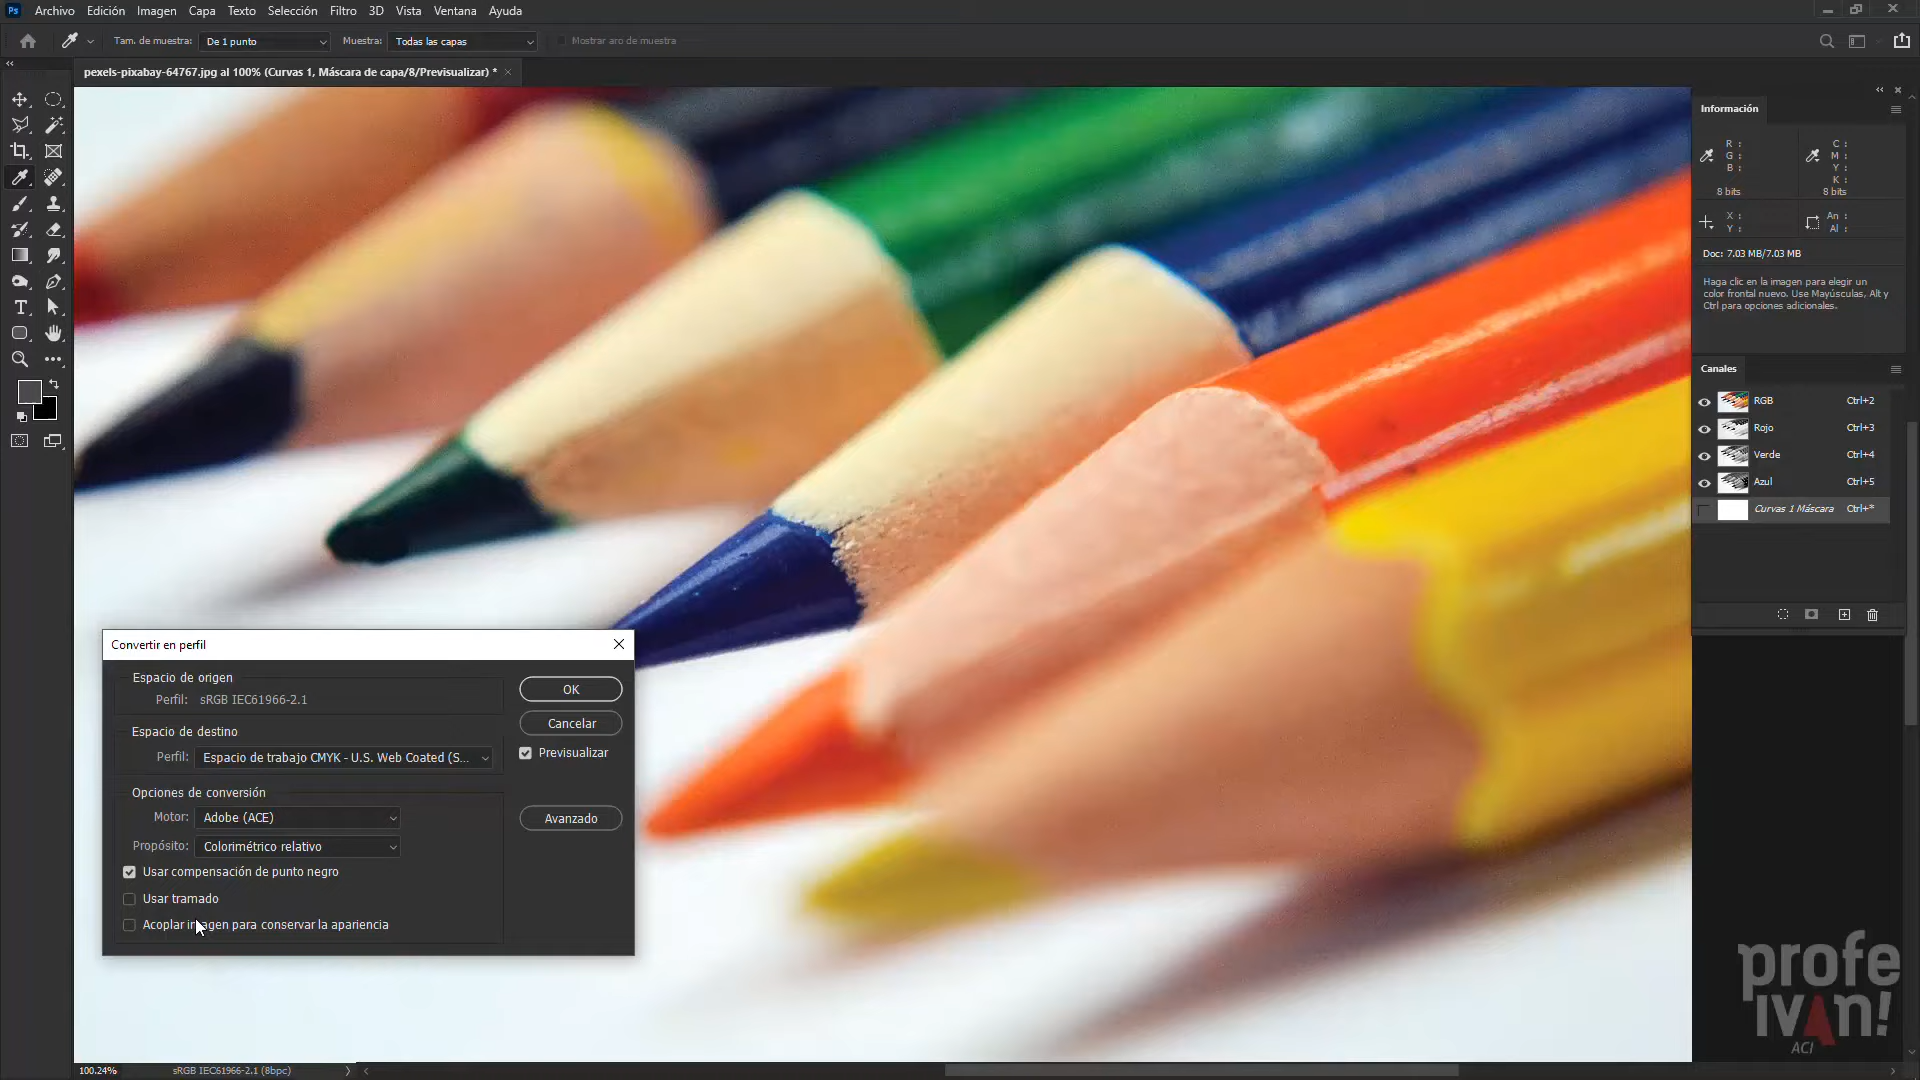 Ps Archivo Edición Imagen Capa Texto Selección Filtro 3D Vista Ventana Ayuda
Tam. de muestra: De 1 punto Muestra: Todas las capas Mostrar aro de muestra
pexels-pixabay-64767.jpg al 100% (Curvas 1, Máscara de capa/8/Previsualizar) *
Información
R :
G :
B :
8 bits
C :
M :
Y :
K :
8 bits
X :
Y :
An :
Al :
Doc: 7.03 MB/7.03 MB
Haga clic en la imagen para elegir un
color frontal nuevo. Use Mayúsculas, Alt y
Ctrl para opciones adicionales.
Canales
RGB Ctrl+2
Rojo Ctrl+3
Verde Ctrl+4
Azul Ctrl+5
Curvas 1 Máscara Ctrl+*
Convertir en perfil
Espacio de origen
Perfil: sRGB IEC61966-2.1
Espacio de destino
Perfil: Espacio de trabajo CMYK - U.S. Web Coated (S...
Opciones de conversión
Motor: Adobe (ACE)
Propósito: Colorimétrico relativo
Usar compensación de punto negro
Usar tramado
Acoplar imagen para conservar la apariencia
OK
Cancelar
Previsualizar
Avanzado
profe
iván!
ACI
100.24% sRGB IEC61966-2.1 (8bpc)